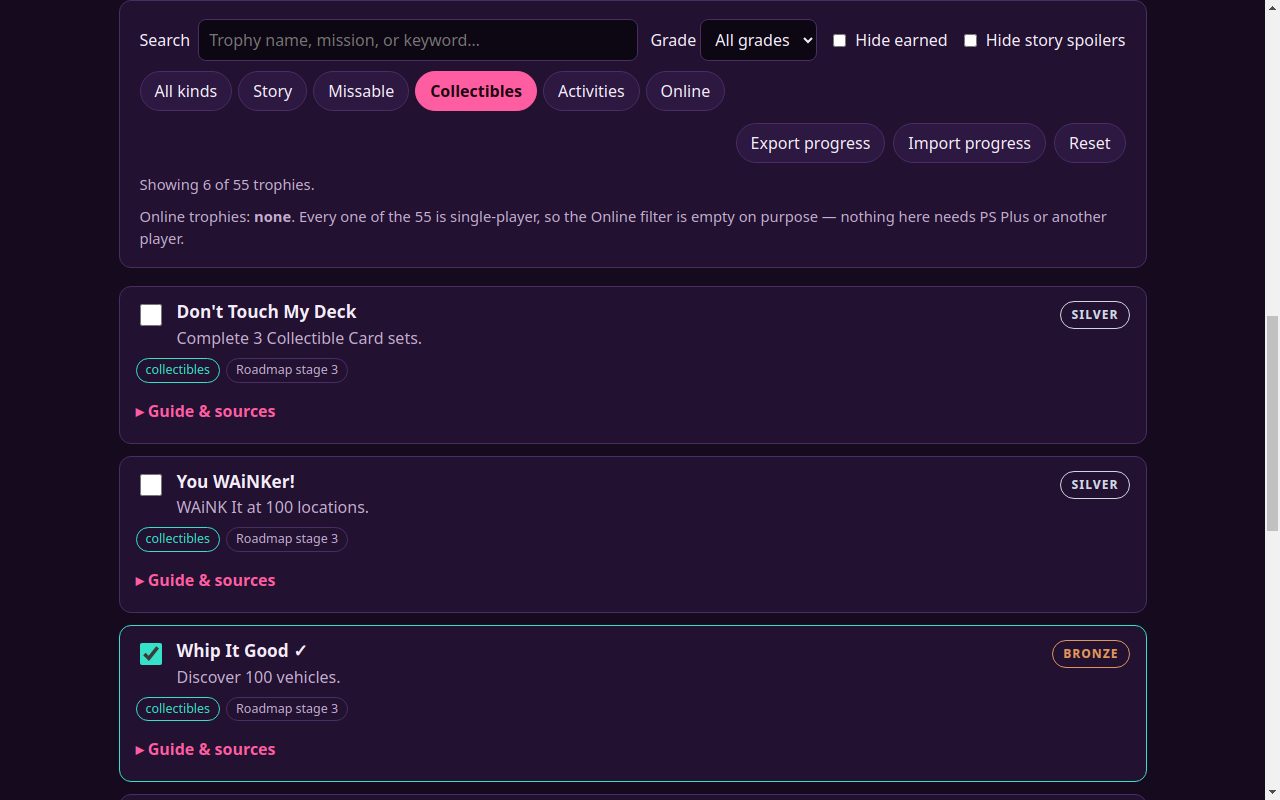 Search Trophy name, mission, or keyword... Grade All grades Hide earned Hide story spoilers
All kinds Story Missable Collectibles Activities Online
Export progress Import progress Reset
Showing 6 of 55 trophies.
Online trophies: none. Every one of the 55 is single-player, so the Online filter is empty on purpose — nothing here needs PS Plus or another
player.
Don't Touch My Deck SILVER
Complete 3 Collectible Card sets.
collectibles Roadmap stage 3
▸ Guide & sources
You WAiNKer! SILVER
WAiNK It at 100 locations.
collectibles Roadmap stage 3
▸ Guide & sources
Whip It Good ✓ BRONZE
Discover 100 vehicles.
collectibles Roadmap stage 3
▸ Guide & sources